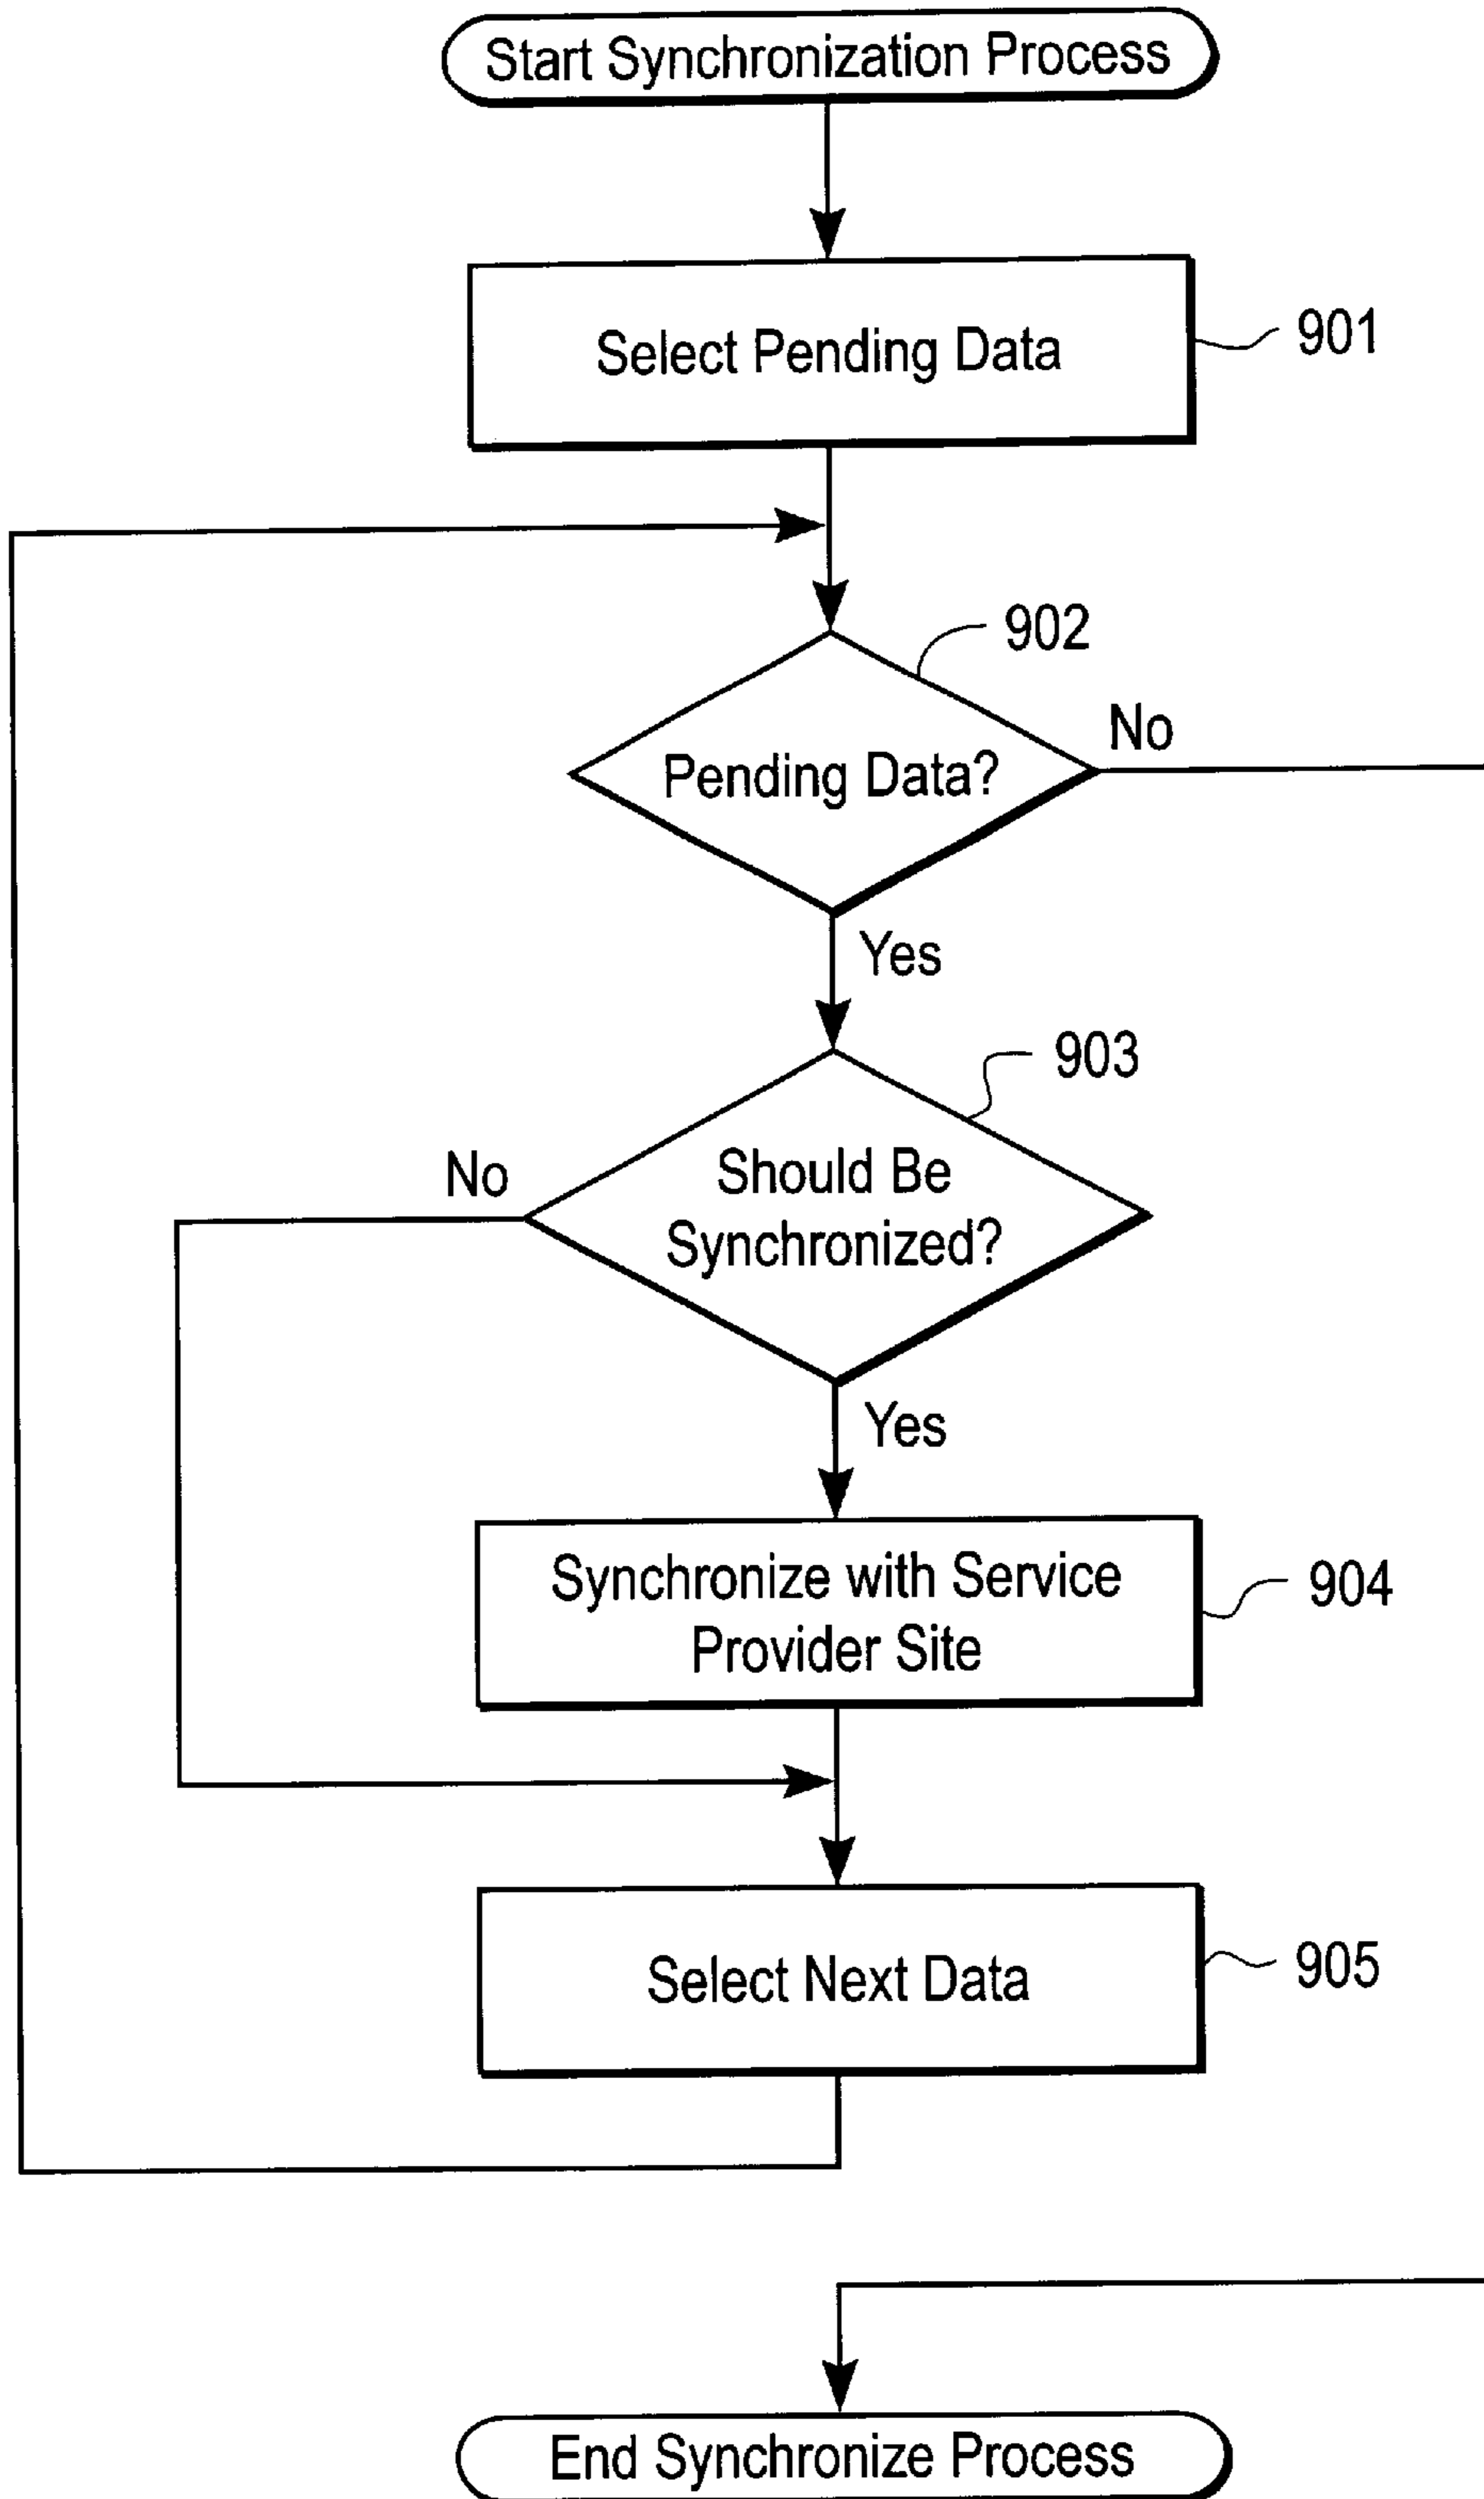 Start Synchronization Process
Select Pending Data
901
902
No
Pending Data?
Yes
903
No
Should Be
Synchronized?
Yes
Synchronize with Service
Provider Site
904
Select Next Data
905
End Synchronize Process